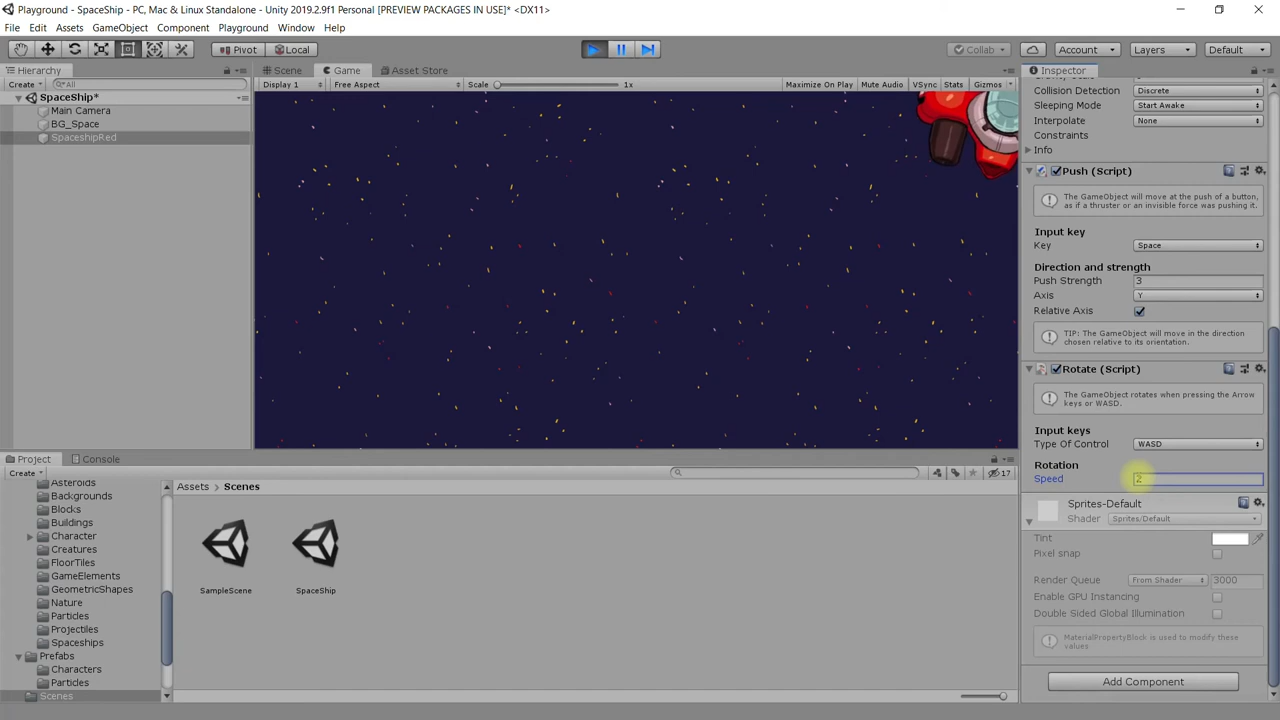 Playground - SpaceShip - PC, Mac & Linux Standalone - Unity 2019.2.9f1 Personal [PREVIEW PACKAGES IN USE]* <DX11>
File Edit Assets GameObject Component Playground Window Help
Pivot Local Collab Account Layers Default
Hierarchy
Create All
SpaceShip*
Main Camera
BG_Space
SpaceshipRed
Scene Game Asset Store
Display 1 Free Aspect Scale 1x Maximize On Play Mute Audio VSync Stats Gizmos
Inspector
Collision Detection Discrete
Sleeping Mode Start Awake
Interpolate None
Constraints
Info
Push (Script)
The GameObject will move at the push of a button,
as if a thruster or an invisible force was pushing it.
Input key
Key Space
Direction and strength
Push Strength 3
Axis Y
Relative Axis
TIP: The GameObject will move in the direction
chosen relative to its orientation.
Rotate (Script)
The GameObject rotates when pressing the Arrow
keys or WASD.
Input keys
Type Of Control WASD
Rotation
Speed 2
Sprites-Default
Shader Sprites/Default
Tint
Pixel snap
Render Queue From Shader 3000
Enable GPU Instancing
Double Sided Global Illumination
MaterialPropertyBlock is used to modify these
values
Add Component
Project Console
Create 17
Asteroids
Backgrounds
Blocks
Buildings
Character
Creatures
FloorTiles
GameElements
GeometricShapes
Nature
Particles
Projectiles
Spaceships
Prefabs
Characters
Particles
Scenes
Assets > Scenes
SampleScene SpaceShip